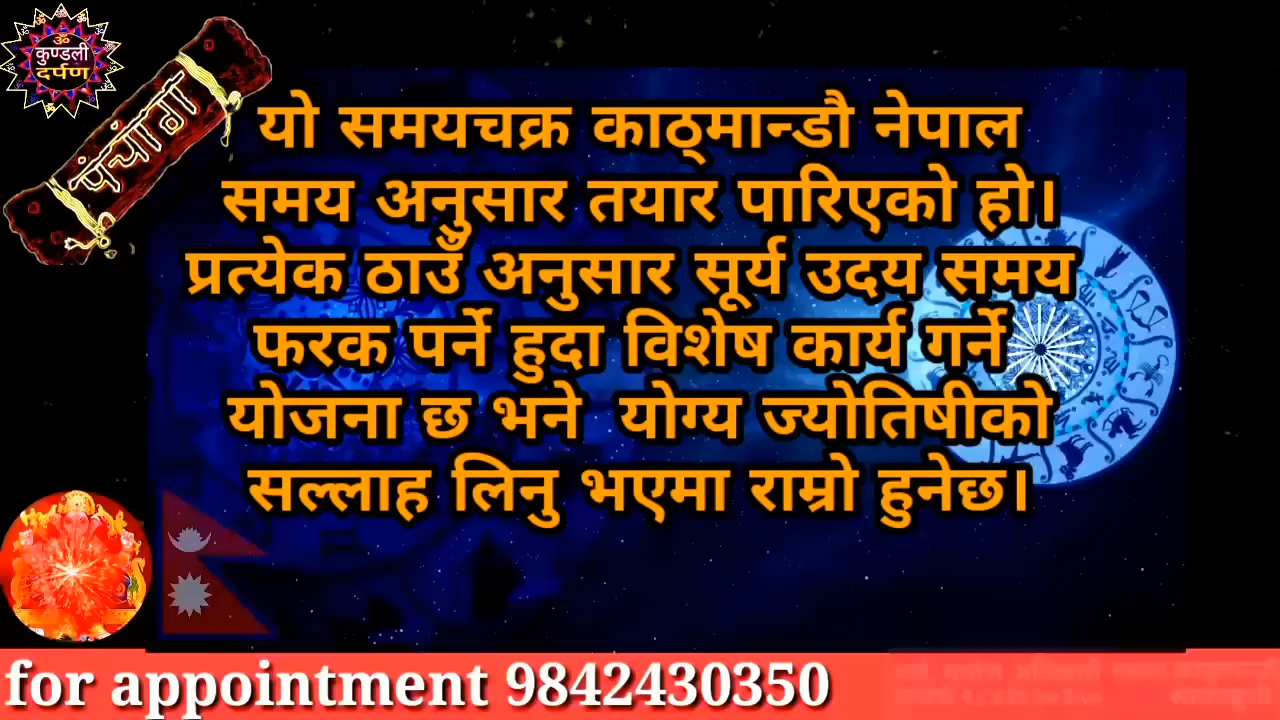 ॐ
कुण्डली
दर्पण
पंचांग
यो समयचक्र काठ्मान्डौ नेपाल
समय अनुसार तयार पारिएको हो।
प्रत्येक ठाउँ अनुसार सूर्य उदय समय
फरक पर्ने हुदा विशेष कार्य गर्ने
योजना छ भने योग्य ज्योतिषीको
सल्लाह लिनु भएमा राम्रो हुनेछ।
for appointment 9842430350